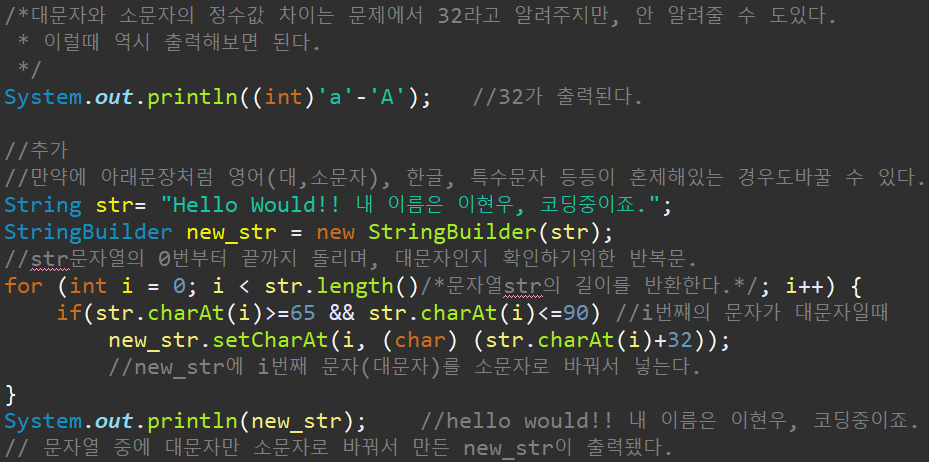 /*대문자와 소문자의 정수값 차이는 문제에서 32라고 알려주지만, 안 알려줄 수 도있다.
 * 이럴때 역시 출력해보면 된다.
 */
System.out.println((int)'a'-'A');   //32가 출력된다.
//추가
//만약에 아래문장처럼 영어(대,소문자), 한글, 특수문자 등등이 혼제해있는 경우도바꿀 수 있다.
String str= "Hello Would!! 내 이름은 이현우, 코딩중이죠.";
StringBuilder new_str = new StringBuilder(str);
//str문자열의 0번부터 끝까지 돌리며, 대문자인지 확인하기위한 반복문.
for (int i = 0; i < str.length()/*문자열str의 길이를 반환한다.*/; i++) {
    if(str.charAt(i)>=65 && str.charAt(i)<=90) //i번째의 문자가 대문자일때
        new_str.setCharAt(i, (char) (str.charAt(i)+32));
        //new_str에 i번째 문자(대문자)를 소문자로 바꿔서 넣는다.
}
System.out.println(new_str);    //hello would!! 내 이름은 이현우, 코딩중이죠.
// 문자열 중에 대문자만 소문자로 바꿔서 만든 new_str이 출력됐다.